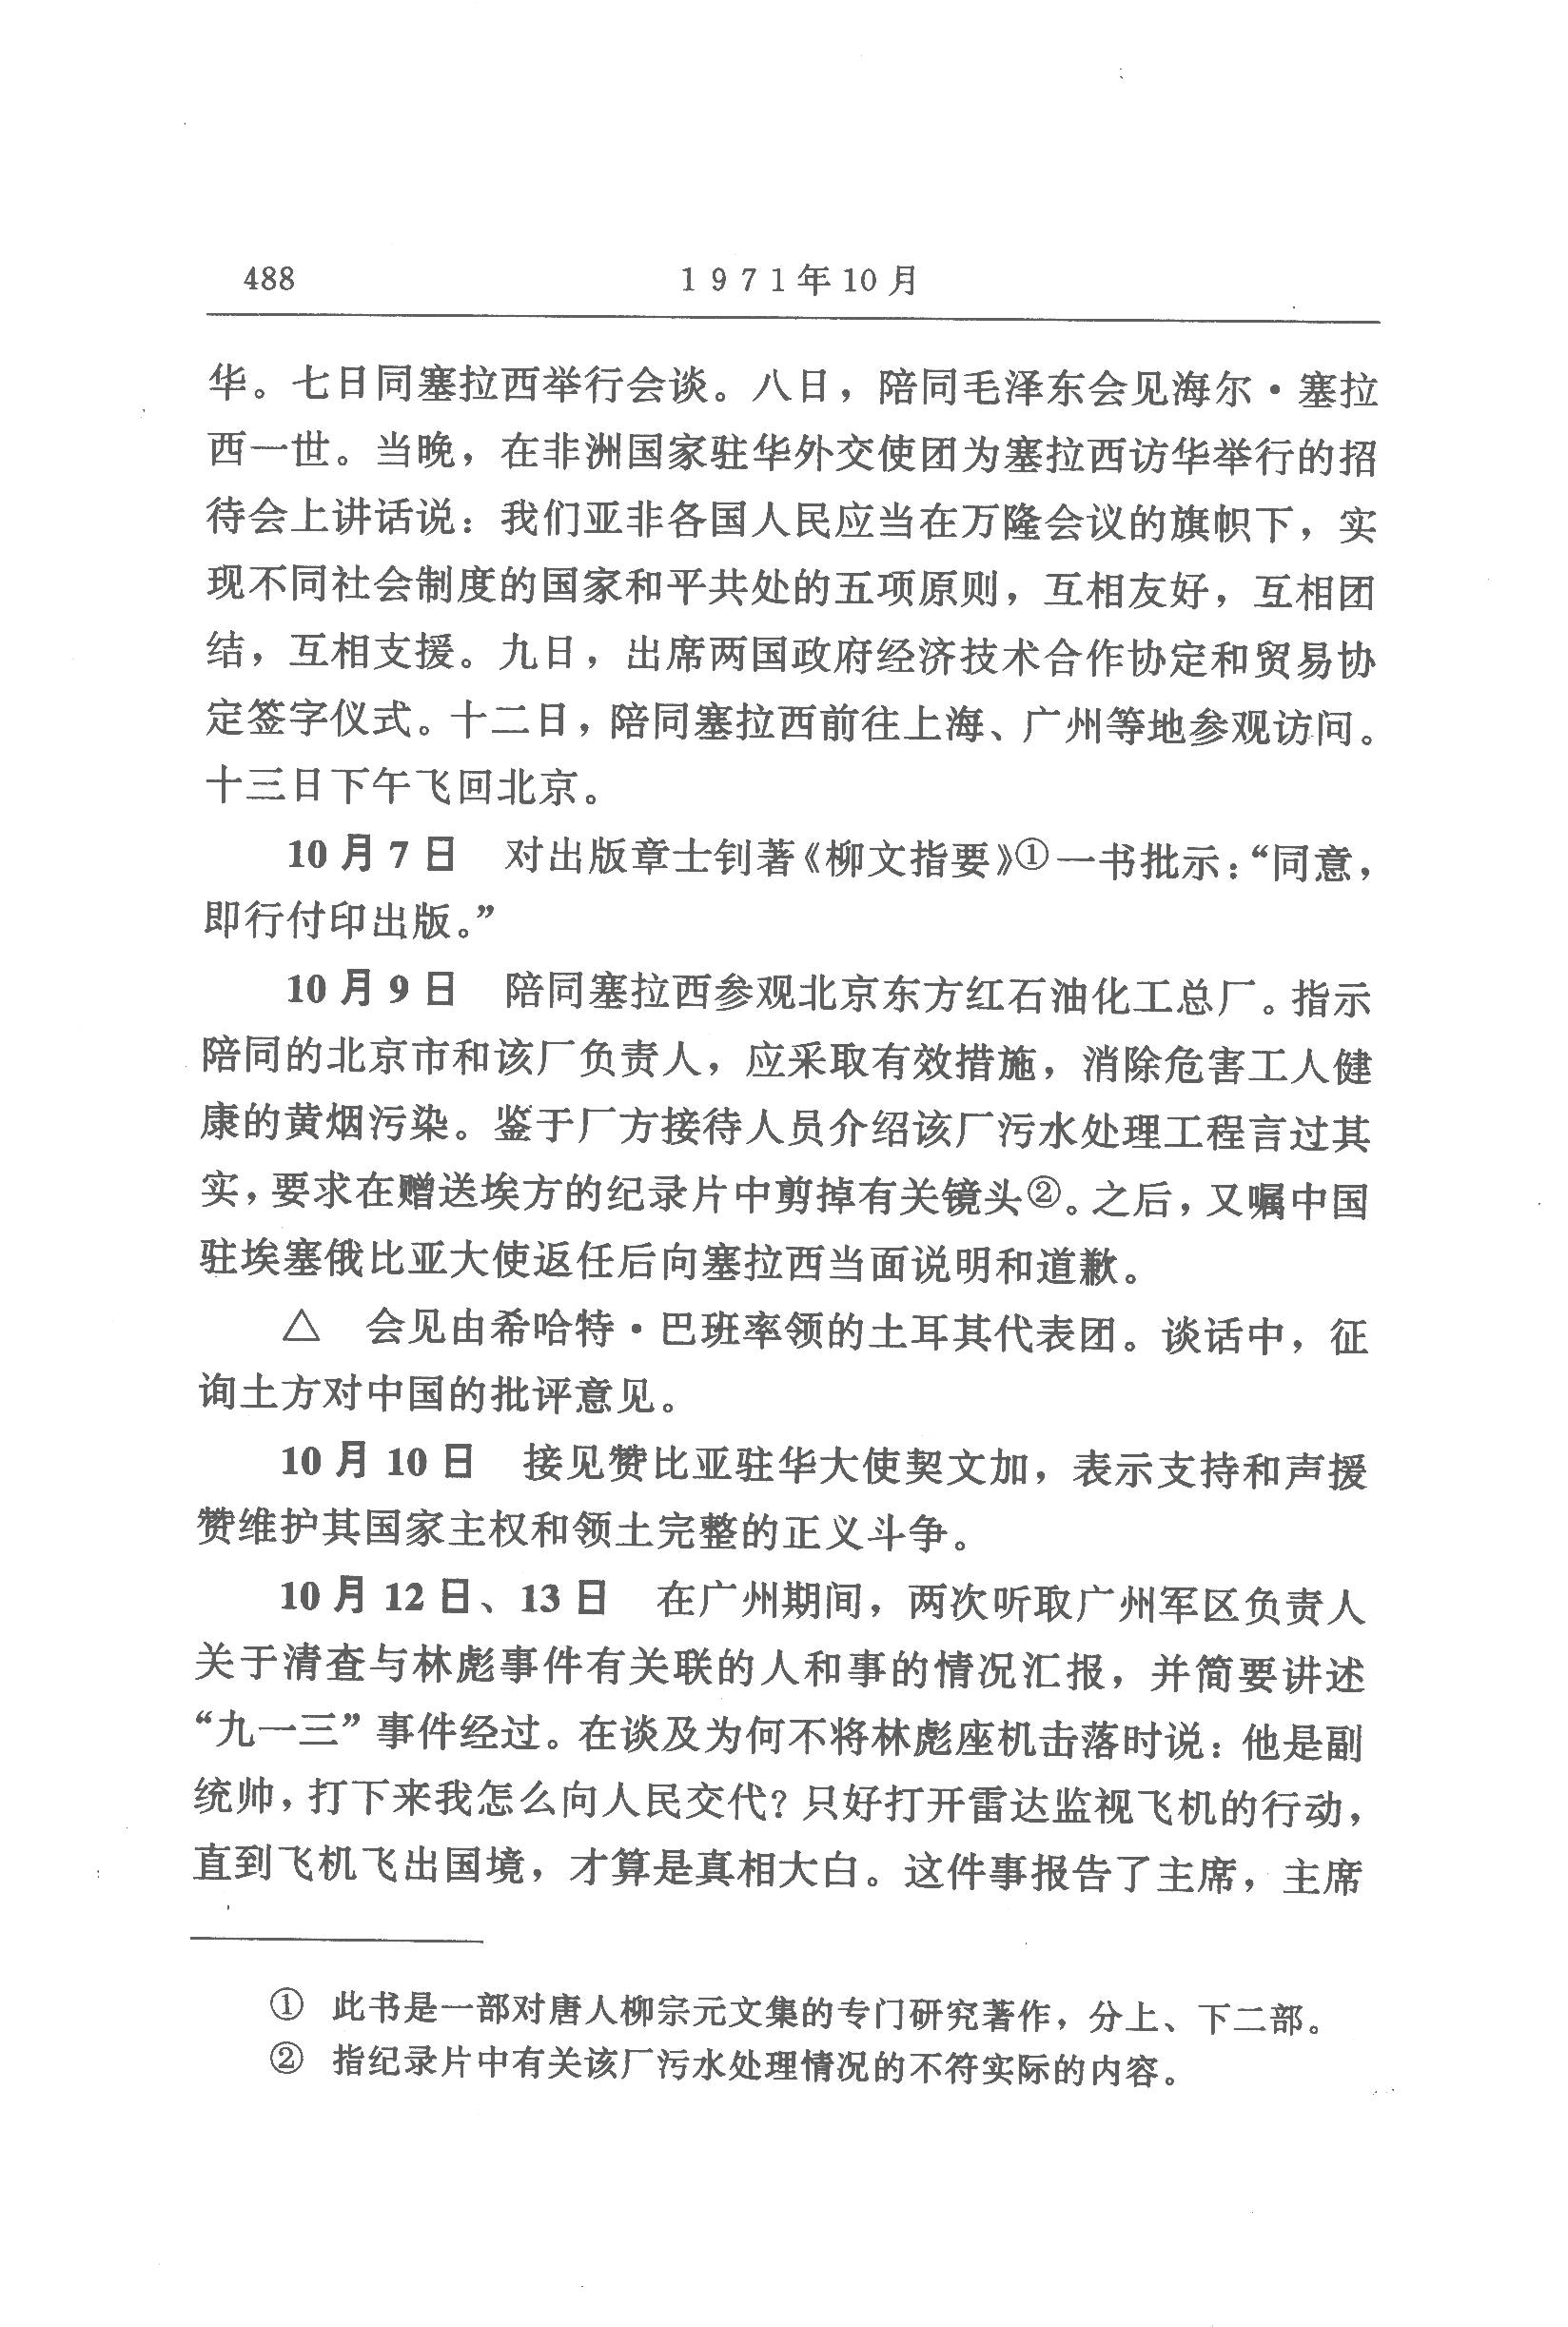 488
1971年10月
华。七日同塞拉西举行会谈。八日，陪同毛泽东会见海尔·塞拉
西一世。当晚，在非洲国家驻华外交使团为塞拉西访华举行的招
待会上讲话说：我们亚非各国人民应当在万隆会议的旗帜下，实
现不同社会制度的国家和平共处的五项原则，互相友好，互相团
结，互相支援。九日，出席两国政府经济技术合作协定和贸易协
定签字仪式。十二日，陪同塞拉西前往上海、广州等地参观访问。
十三日下午飞回北京。
10月7日　对出版章士钊著《柳文指要》①一书批示：“同意，
即行付印出版。”
10月9日　陪同塞拉西参观北京东方红石油化工总厂。指示
陪同的北京市和该厂负责人，应采取有效措施，消除危害工人健
康的黄烟污染。鉴于厂方接待人员介绍该厂污水处理工程言过其
实，要求在赠送埃方的纪录片中剪掉有关镜头②。之后，又嘱中国
驻埃塞俄比亚大使返任后向塞拉西当面说明和道歉。
△　会见由希哈特·巴班率领的土耳其代表团。谈话中，征
询土方对中国的批评意见。
10月10日　接见赞比亚驻华大使契文加，表示支持和声援
赞维护其国家主权和领土完整的正义斗争。
10月12日、13日　在广州期间，两次听取广州军区负责人
关于清查与林彪事件有关联的人和事的情况汇报，并简要讲述
“九一三”事件经过。在谈及为何不将林彪座机击落时说：他是副
统帅，打下来我怎么向人民交代？只好打开雷达监视飞机的行动，
直到飞机飞出国境，才算是真相大白。这件事报告了主席，主席
①　此书是一部对唐人柳宗元文集的专门研究著作，分上、下二部。
②　指纪录片中有关该厂污水处理情况的不符实际的内容。